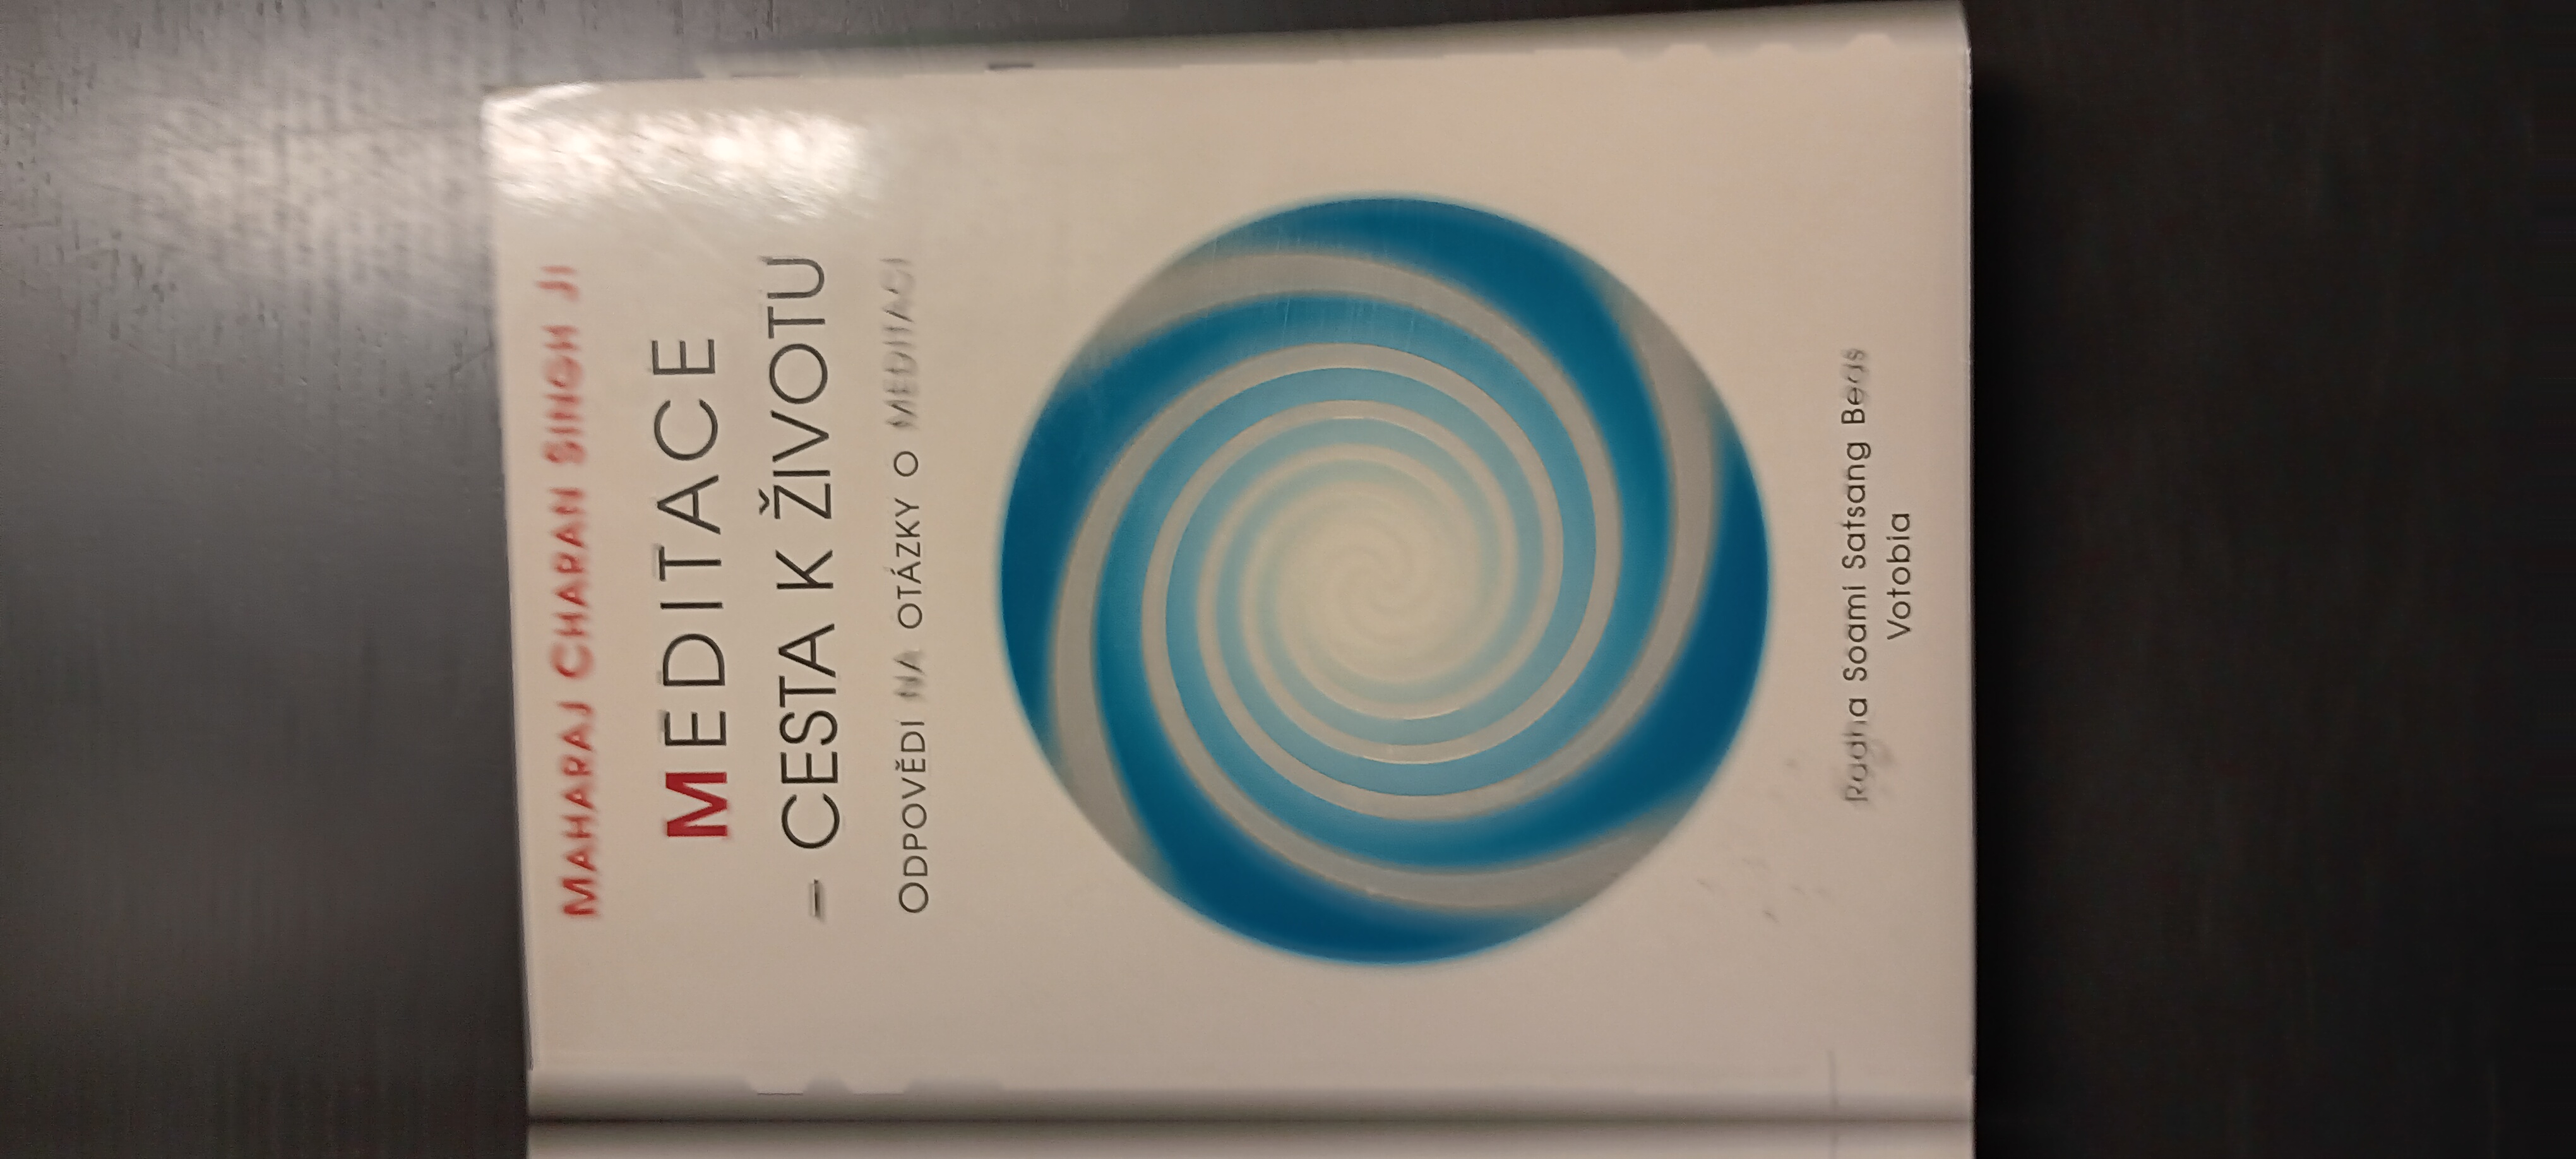 MAHARAJ CHARAN SINGH JI
MEDITACE
– CESTA K ŽIVOTU
ODPOVĚDI NA OTÁZKY O MEDITACI
Radha Soami Satsang Beas
Votobia